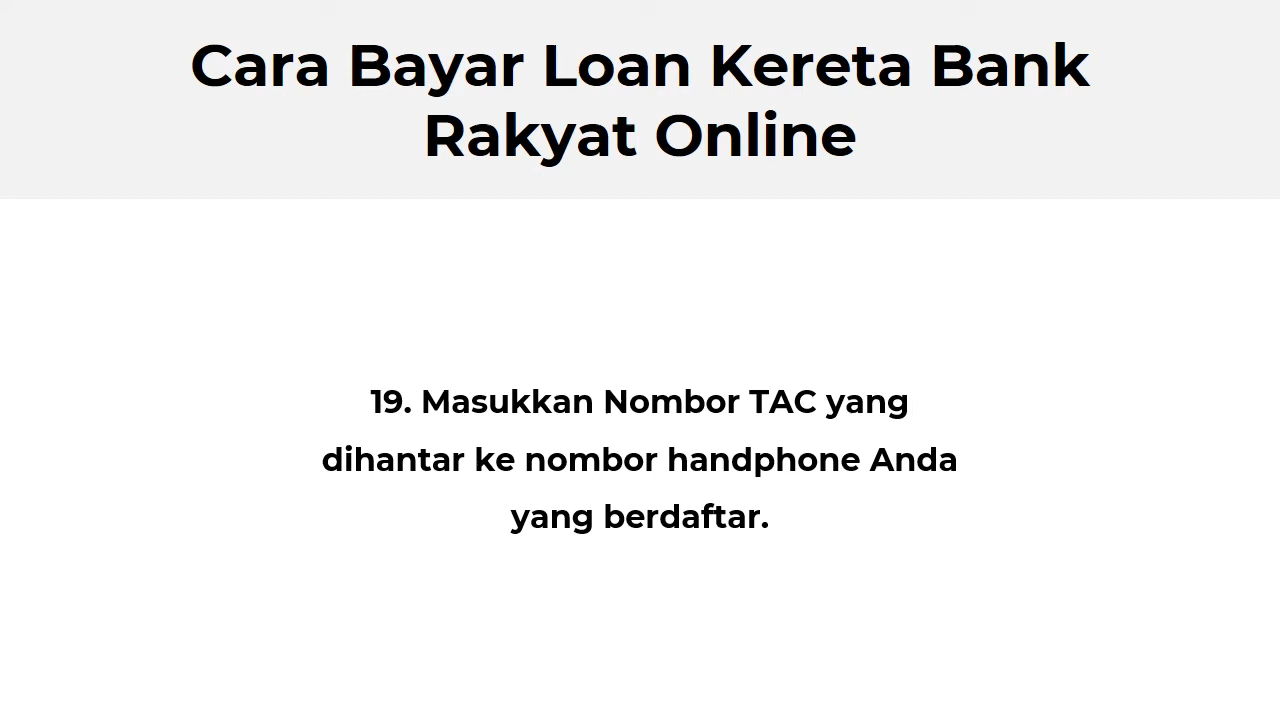 Cara Bayar Loan Kereta Bank
Rakyat Online
19. Masukkan Nombor TAC yang
dihantar ke nombor handphone Anda
yang berdaftar.